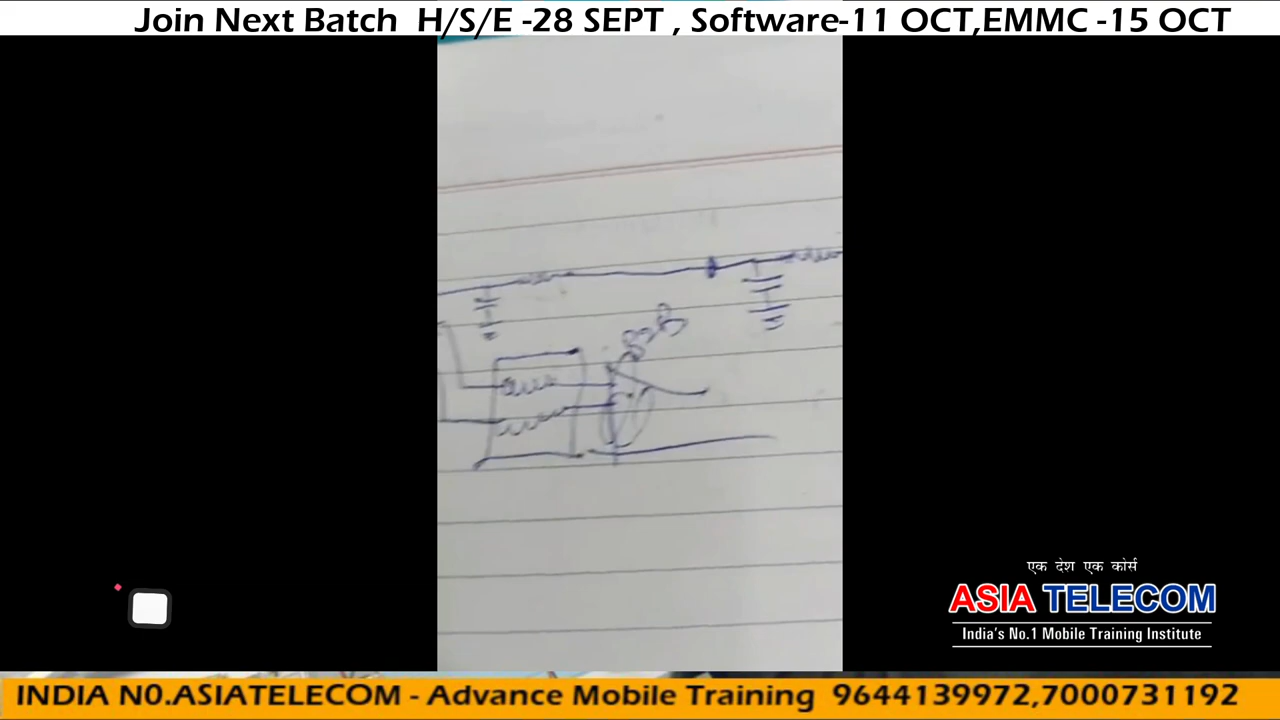 Join Next Batch H/S/E -28 SEPT , Software-11 OCT,EMMC -15 OCT
एक देश एक कोर्स
ASIA TELECOM
India's No.1 Mobile Training Institute
INDIA N0.ASIATELECOM - Advance Mobile Training 9644139972,7000731192